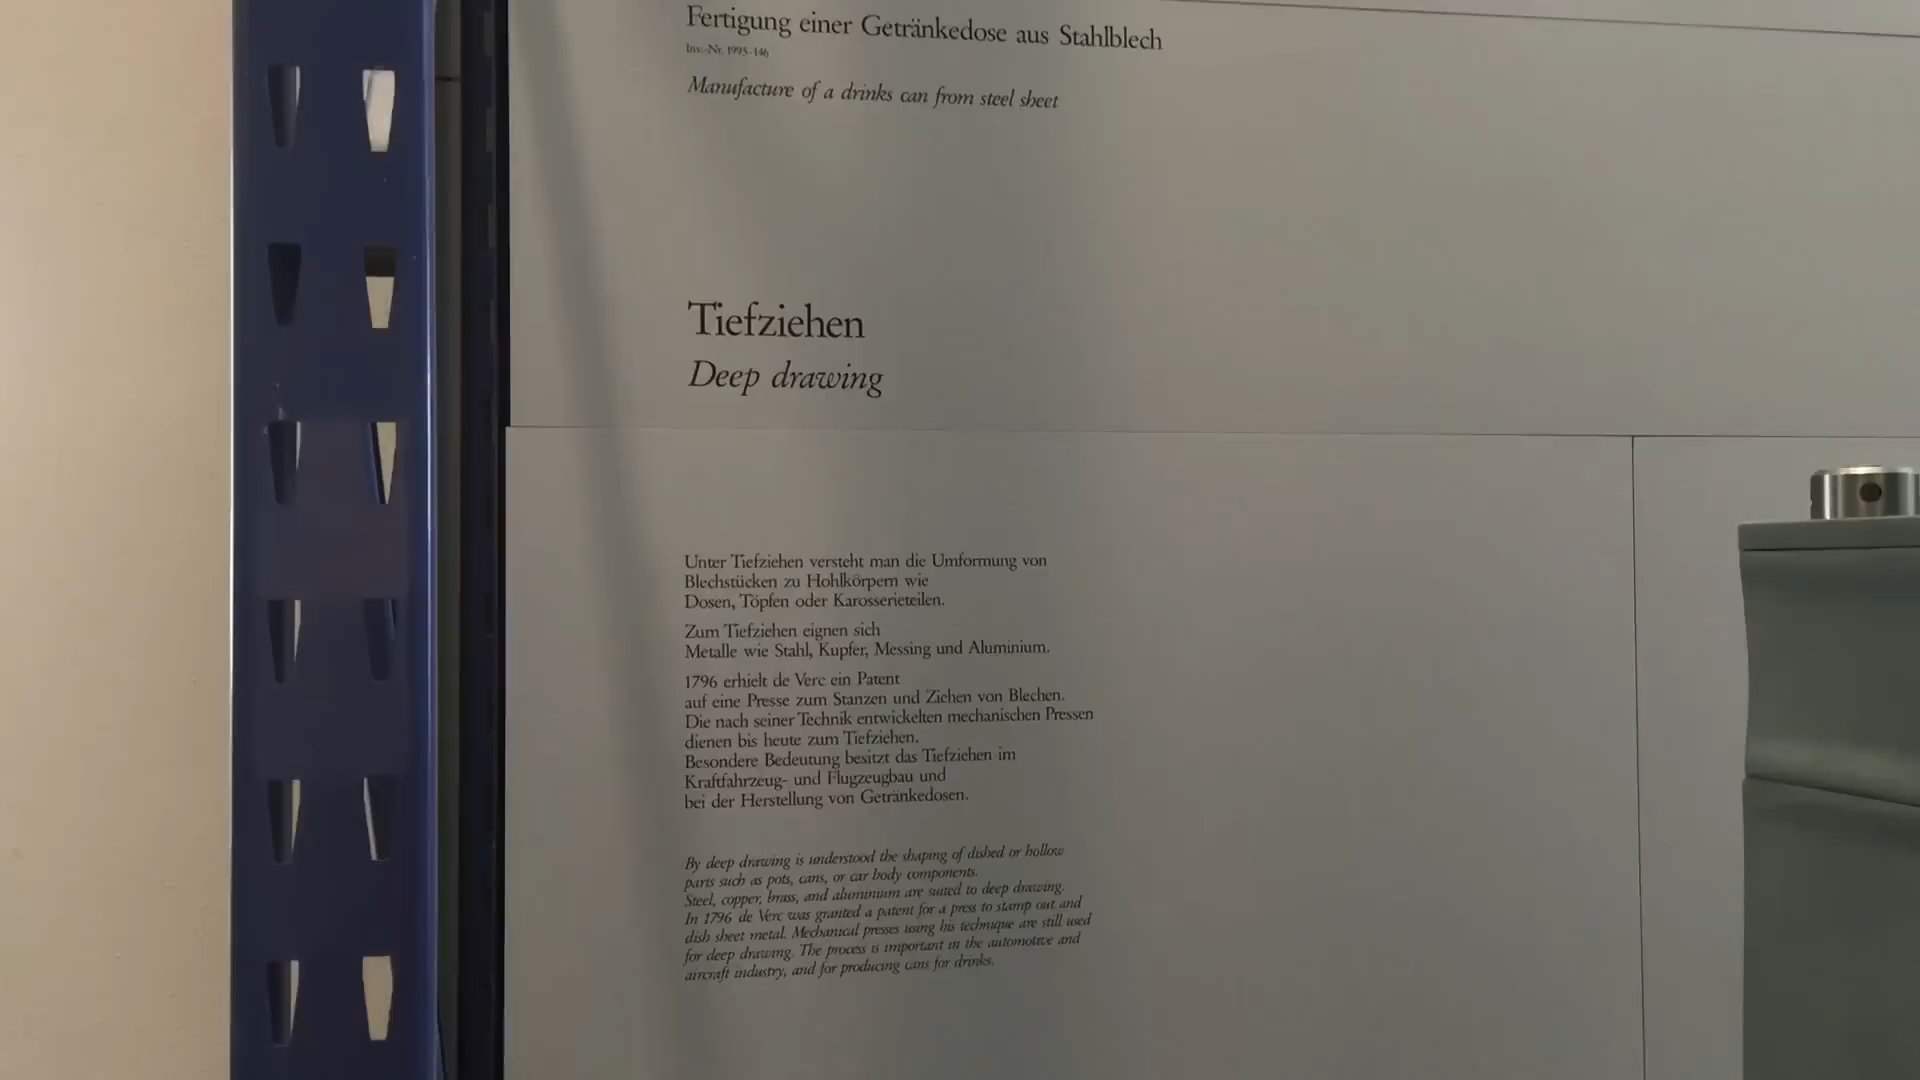 Fertigung einer Getränkedose aus Stahlblech
Inv.-Nr. 1995-146
Manufacture of a drinks can from steel sheet
Tiefziehen
Deep drawing
Unter Tiefziehen versteht man die Umformung von
Blechstücken zu Hohlkörpern wie
Dosen, Töpfen oder Karosserieteilen.
Zum Tiefziehen eignen sich
Metalle wie Stahl, Kupfer, Messing und Aluminium.
1796 erhielt de Verc ein Patent
auf eine Presse zum Stanzen und Ziehen von Blechen.
Die nach seiner Technik entwickelten mechanischen Pressen
dienen bis heute zum Tiefziehen.
Besondere Bedeutung besitzt das Tiefziehen im
Kraftfahrzeug- und Flugzeugbau und
bei der Herstellung von Getränkedosen.
By deep drawing is understood the shaping of dished or hollow
parts such as pots, cans, or car body components.
Steel, copper, brass, and aluminium are suited to deep drawing.
In 1796 de Verc was granted a patent for a press to stamp out and
dish sheet metal. Mechanical presses using his technique are still used
for deep drawing. The process is important in the automotive and
aircraft industry, and for producing cans for drinks.